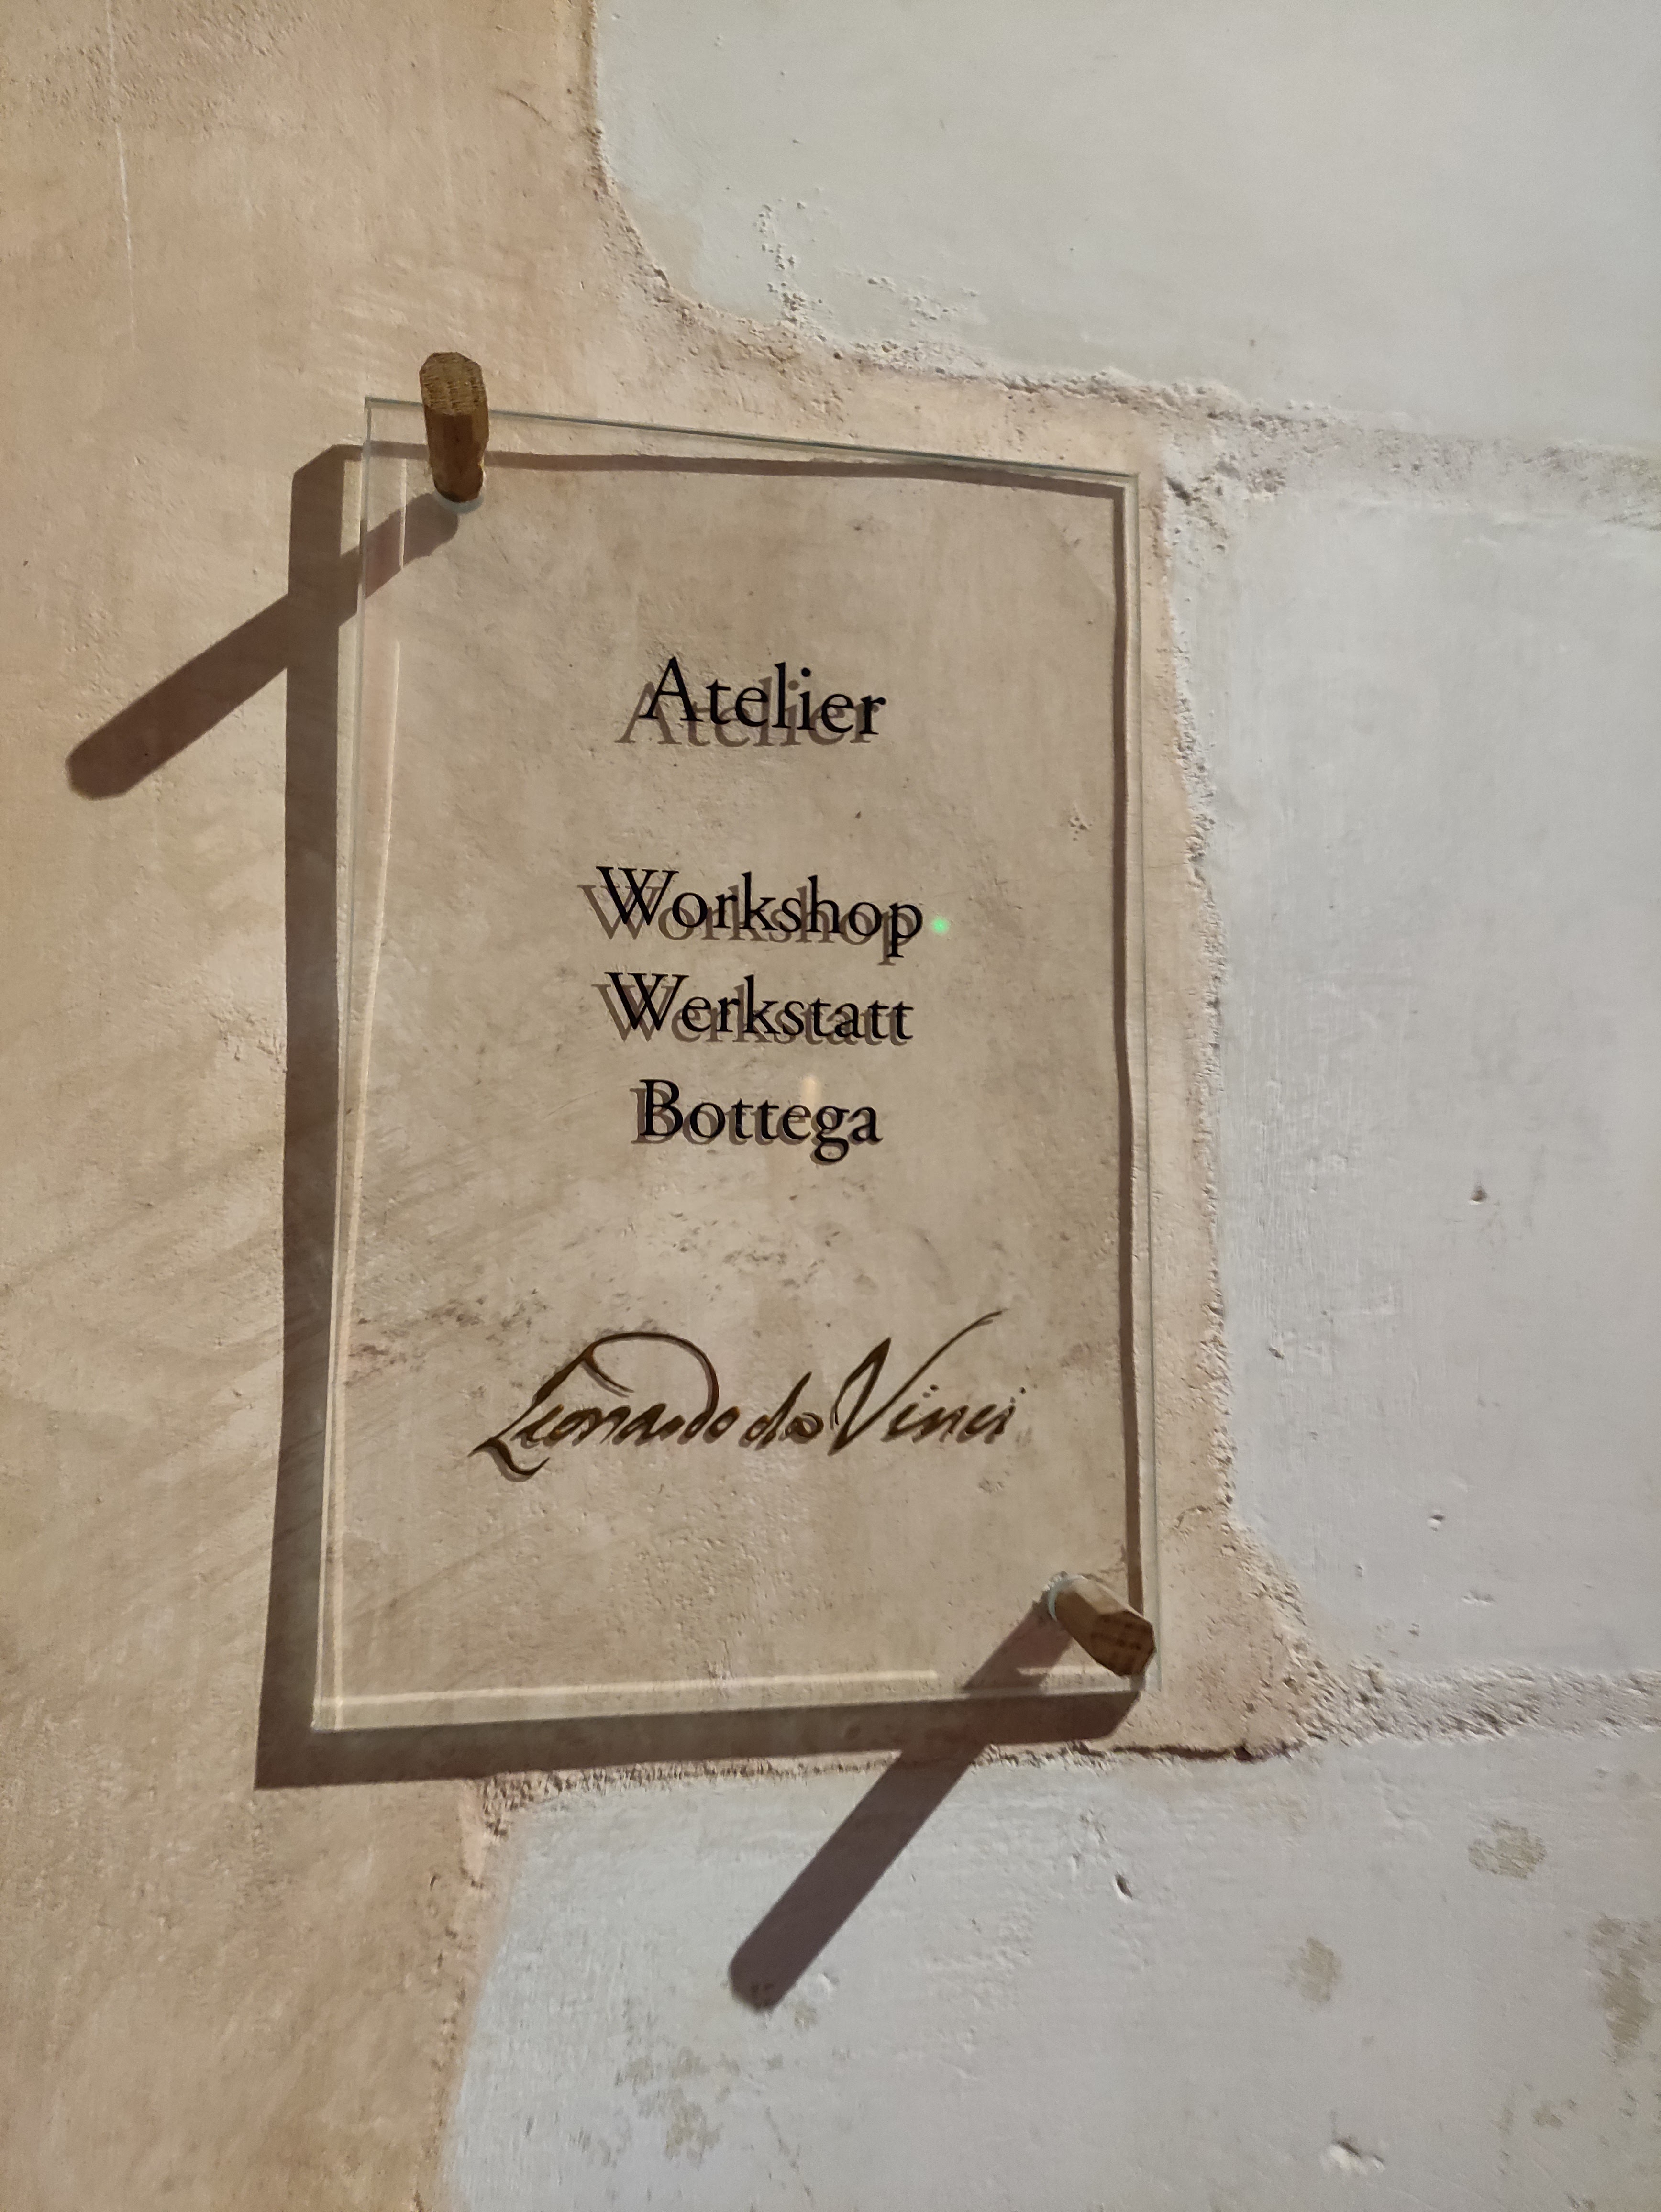 Atelier
Workshop
Werkstatt
Bottega
Leonardo da Vinci